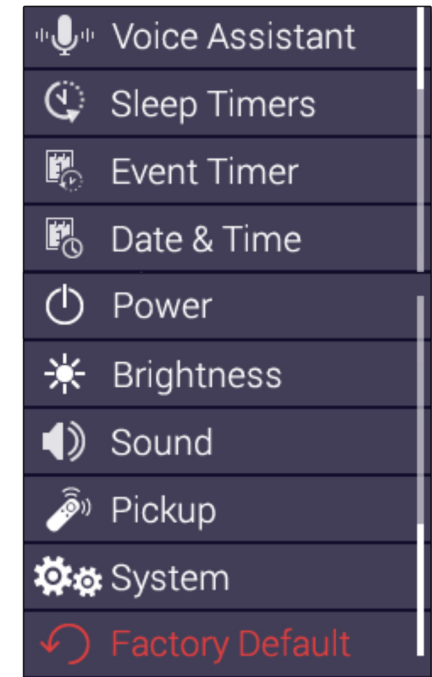 Voice Assistant
Sleep Timers
Event Timer
Date & Time
Power
Brightness
Sound
Pickup
System
Factory Default